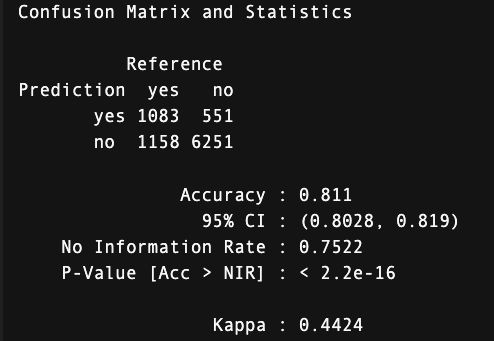 Confusion Matrix and Statistics
Reference
Prediction yes no
yes 1083 551
no 1158 6251
Accuracy : 0.811
95% CI : (0.8028, 0.819)
No Information Rate : 0.7522
P-Value [Acc > NIR] : < 2.2e-16
Kappa : 0.4424